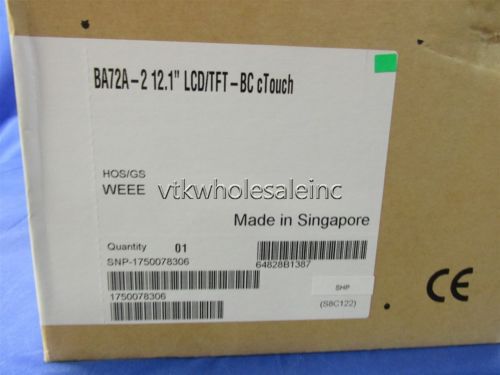 BA72A-2 12.1" LCD/TFT-BC cTouch
HOS/GS
WEEE
vtkwholesaleinc
Made in Singapore
Quantity 01
SNP-1750078306
64828B1387
SHP
1750078306
(S8C122)
CE